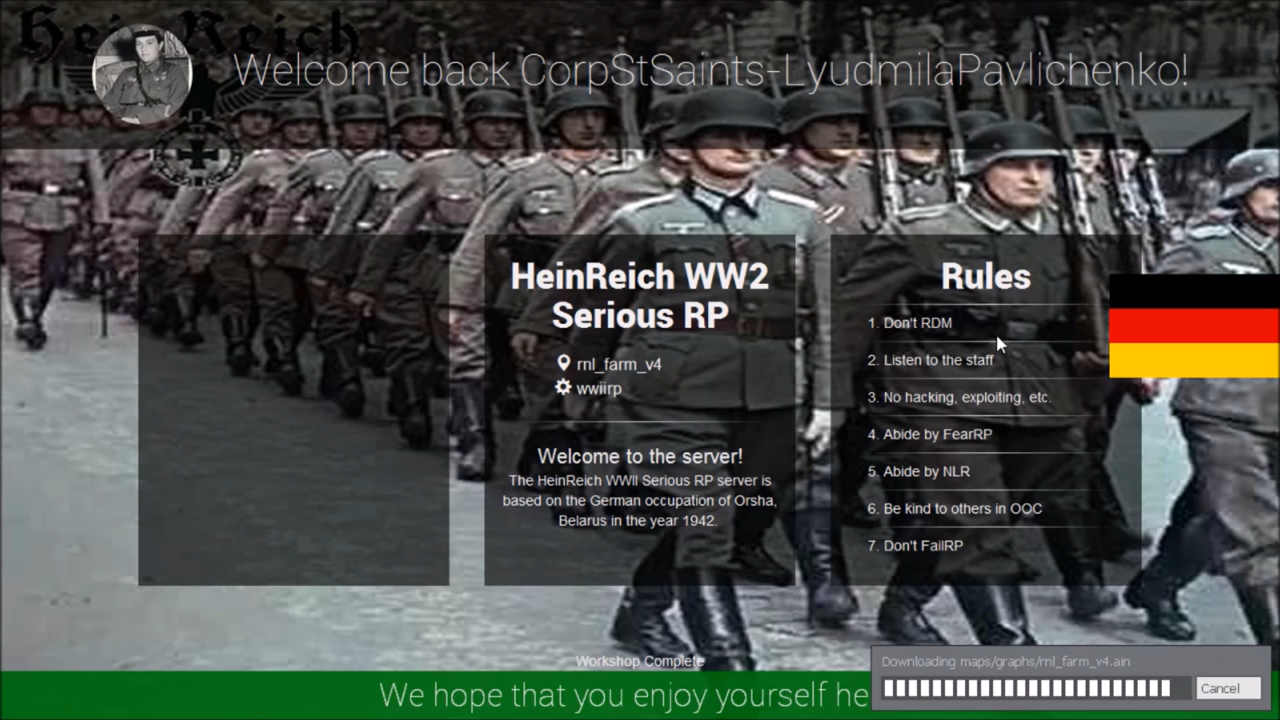 HeinReich
Welcome back CorpStSaints-LyudmilaPavlichenko!
PLURIAL
HeinReich WW2
Serious RP
rnl_farm_v4
wwiirp
Welcome to the server!
The HeinReich WWII Serious RP server is
based on the German occupation of Orsha,
Belarus in the year 1942.
Rules
1. Don't RDM
2. Listen to the staff
3. No hacking, exploiting, etc.
4. Abide by FearRP
5. Abide by NLR
6. Be kind to others in OOC
7. Don't FailRP
Workshop Complete
We hope that you enjoy yourself he
Downloading maps/graphs/rnl_farm_v4.ain
Cancel